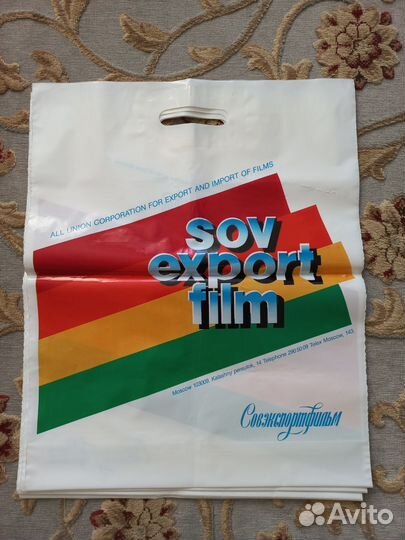 ALL UNION CORPORATION FOR EXPORT AND IMPORT OF FILMS
sov
export
film
Moscow 103009, Kalashny pereulok, 14 Telephone 290 50 09 Telex Moscow, 143.
Совэкспортфильм
Avito